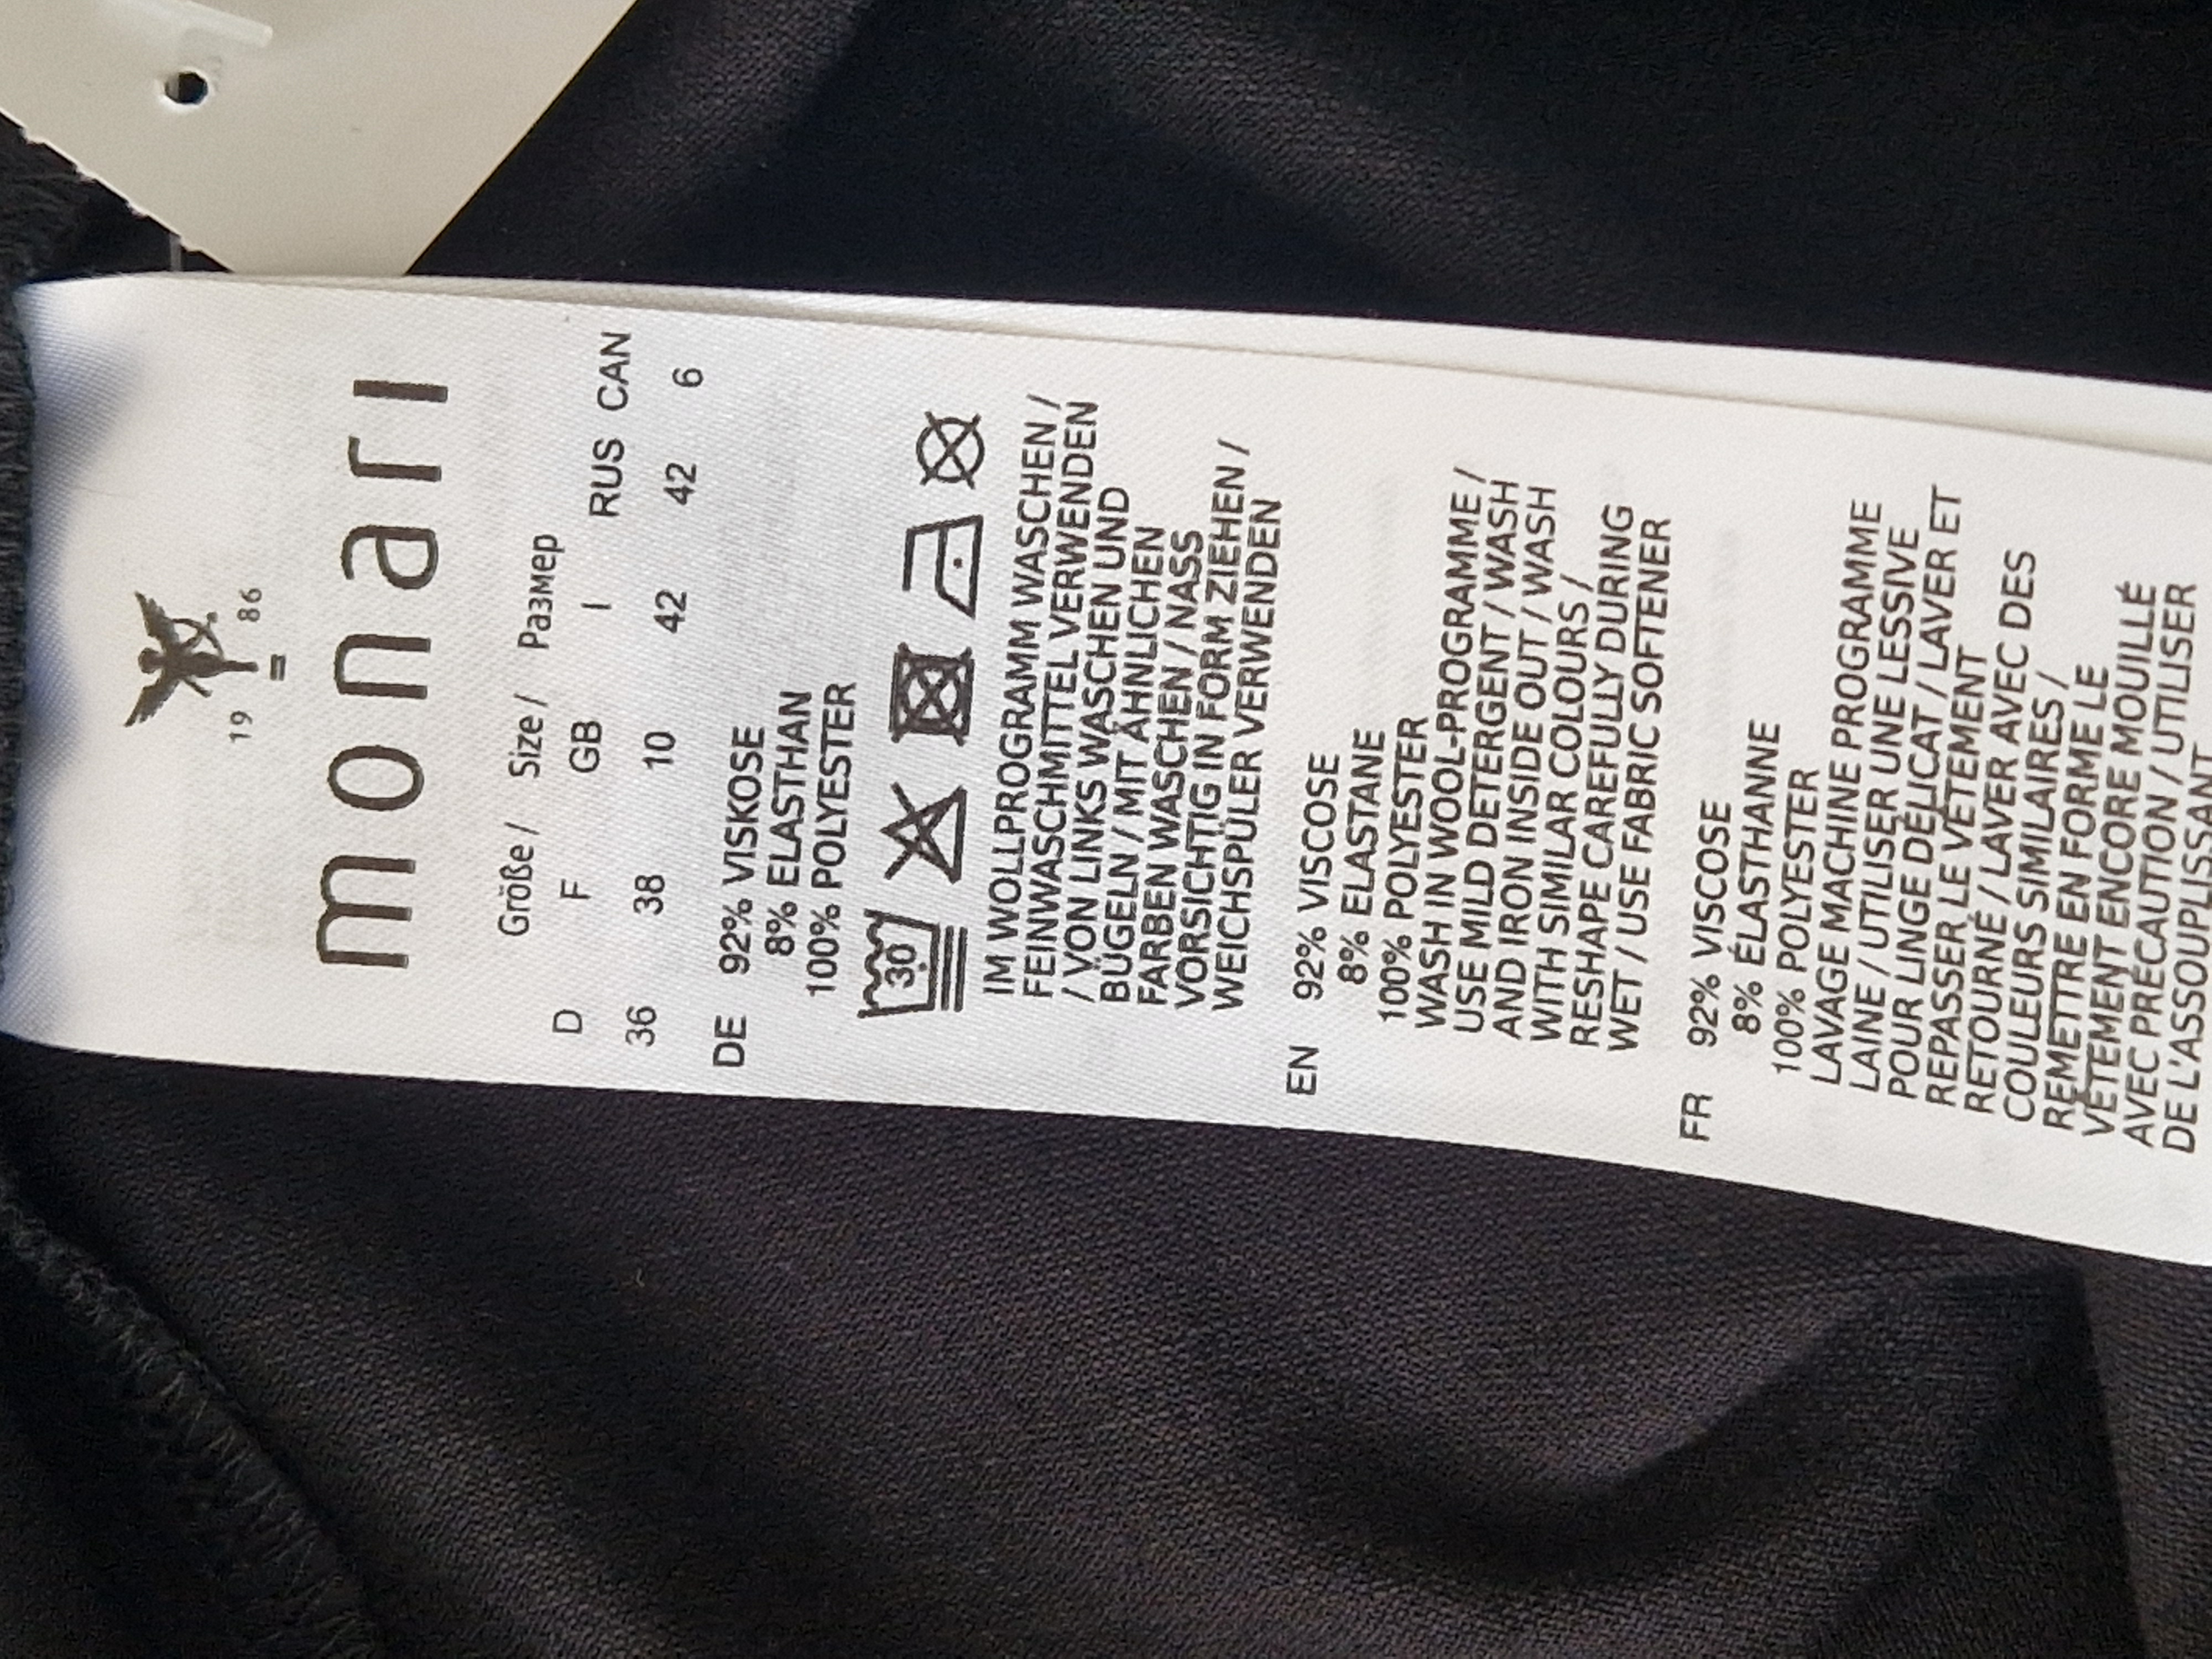 19 86
monari
Größe / Size / Размер
D F GB I RUS CAN
36 38 10 42 42 6
DE 92% VISKOSE
8% ELASTHAN
100% POLYESTER
30
IM WOLLPROGRAMM WASCHEN /
FEINWASCHMITTEL VERWENDEN
/ VON LINKS WASCHEN UND
BÜGELN / MIT ÄHNLICHEN
FARBEN WASCHEN / NASS
VORSICHTIG IN FORM ZIEHEN /
WEICHSPÜLER VERWENDEN
EN 92% VISCOSE
8% ELASTANE
100% POLYESTER
WASH IN WOOL-PROGRAMME /
USE MILD DETERGENT / WASH
AND IRON INSIDE OUT / WASH
WITH SIMILAR COLOURS /
RESHAPE CAREFULLY DURING
WET / USE FABRIC SOFTENER
FR 92% VISCOSE
8% ÉLASTHANNE
100% POLYESTER
LAVAGE MACHINE PROGRAMME
LAINE / UTILISER UNE LESSIVE
POUR LINGE DÉLICAT / LAVER ET
REPASSER LE VÊTEMENT
RETOURNÉ / LAVER AVEC DES
COULEURS SIMILAIRES /
REMETTRE EN FORME LE
VÊTEMENT ENCORE MOUILLÉ
AVEC PRÉCAUTION / UTILISER
DE L'ASSOUPLISSANT